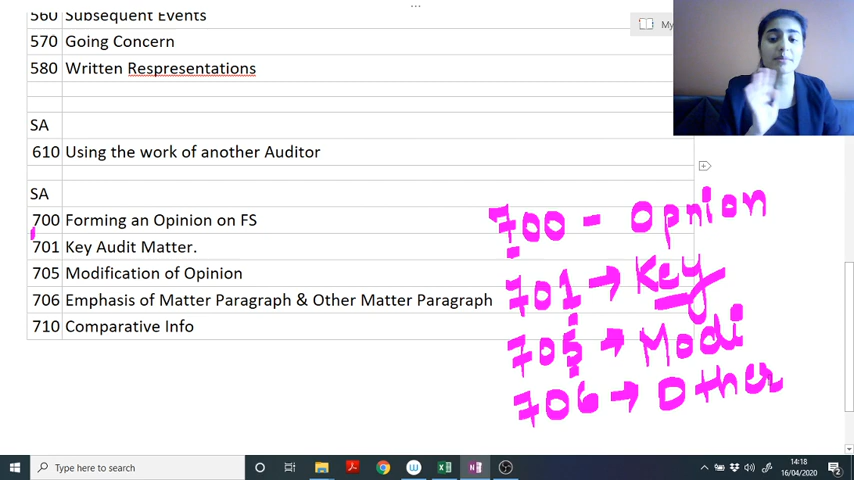 560 Subsequent Events
My
570 Going Concern
580 Written Respresentations
SA
610 Using the work of another Auditor
SA
700 Forming an Opinion on FS
701 Key Audit Matter.
705 Modification of Opinion
706 Emphasis of Matter Paragraph & Other Matter Paragraph
710 Comparative Info
700 - Opnion
701 → Key
705 → Modi
706 → Other
Type here to search
14:18
16/04/2020
2